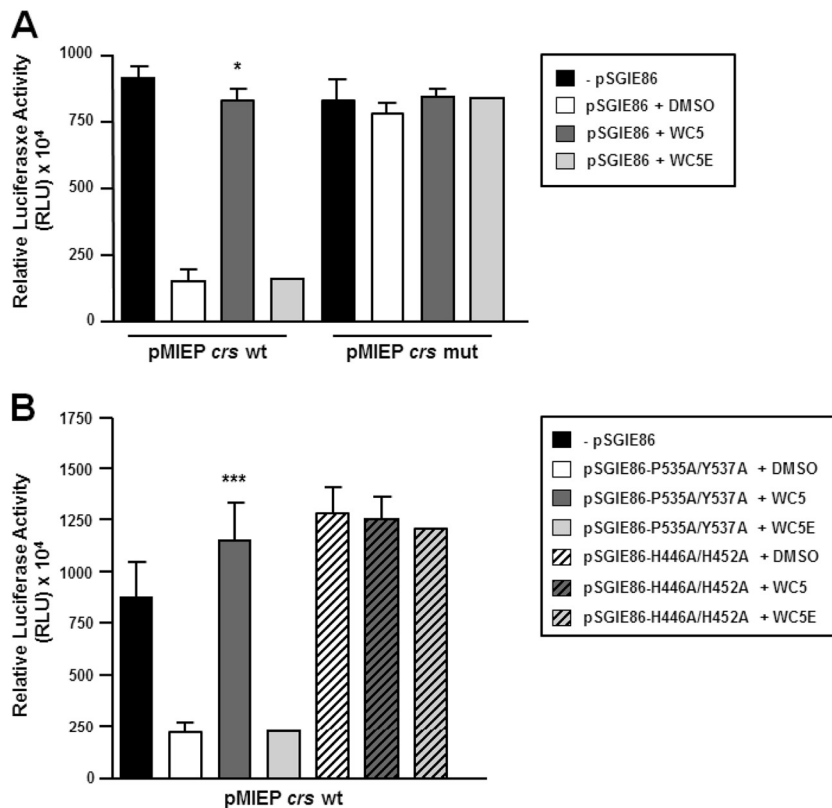 A
1000
750
500
250
0
Relative Luciferasxe Activity
(RLU) x 10⁴
*
pMIEP crs wt
pMIEP crs mut
- pSGIE86
pSGIE86 + DMSO
pSGIE86 + WC5
pSGIE86 + WC5E
B
1750
1500
1250
1000
750
500
250
0
Relative Luciferase Activity
(RLU) x 10⁴
***
pMIEP crs wt
- pSGIE86
pSGIE86-P535A/Y537A + DMSO
pSGIE86-P535A/Y537A + WC5
pSGIE86-P535A/Y537A + WC5E
pSGIE86-H446A/H452A + DMSO
pSGIE86-H446A/H452A + WC5
pSGIE86-H446A/H452A + WC5E